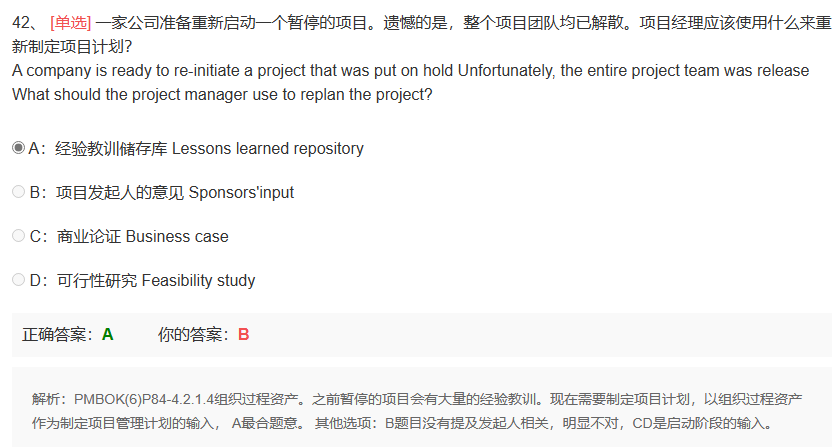 42、 [单选] 一家公司准备重新启动一个暂停的项目。遗憾的是，整个项目团队均已解散。项目经理应该使用什么来重
新制定项目计划？
A company is ready to re-initiate a project that was put on hold Unfortunately, the entire project team was release
What should the project manager use to replan the project?
A：经验教训储存库 Lessons learned repository
B：项目发起人的意见 Sponsors'input
C：商业论证 Business case
D：可行性研究 Feasibility study
正确答案：A 你的答案：B
解析：PMBOK(6)P84-4.2.1.4组织过程资产。之前暂停的项目会有大量的经验教训。现在需要制定项目计划，以组织过程资产
作为制定项目管理计划的输入， A最合题意。 其他选项：B题目没有提及发起人相关，明显不对，CD是启动阶段的输入。